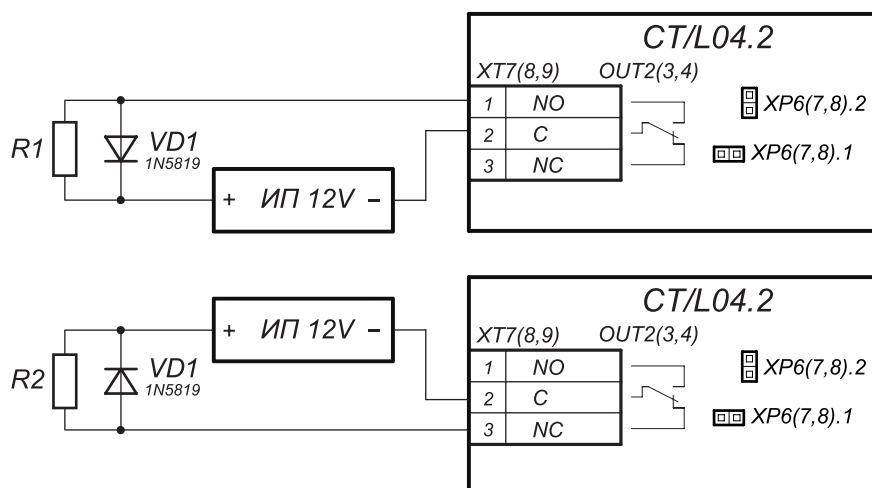 CT/L04.2
XT7(8,9) OUT2(3,4)
1 NO
XP6(7,8).2
2 C
R1
VD1
1N5819
XP6(7,8).1
3 NC
+ ИП 12V −
CT/L04.2
+ ИП 12V −
XT7(8,9) OUT2(3,4)
1 NO
XP6(7,8).2
R2
VD1
1N5819
2 C
XP6(7,8).1
3 NC